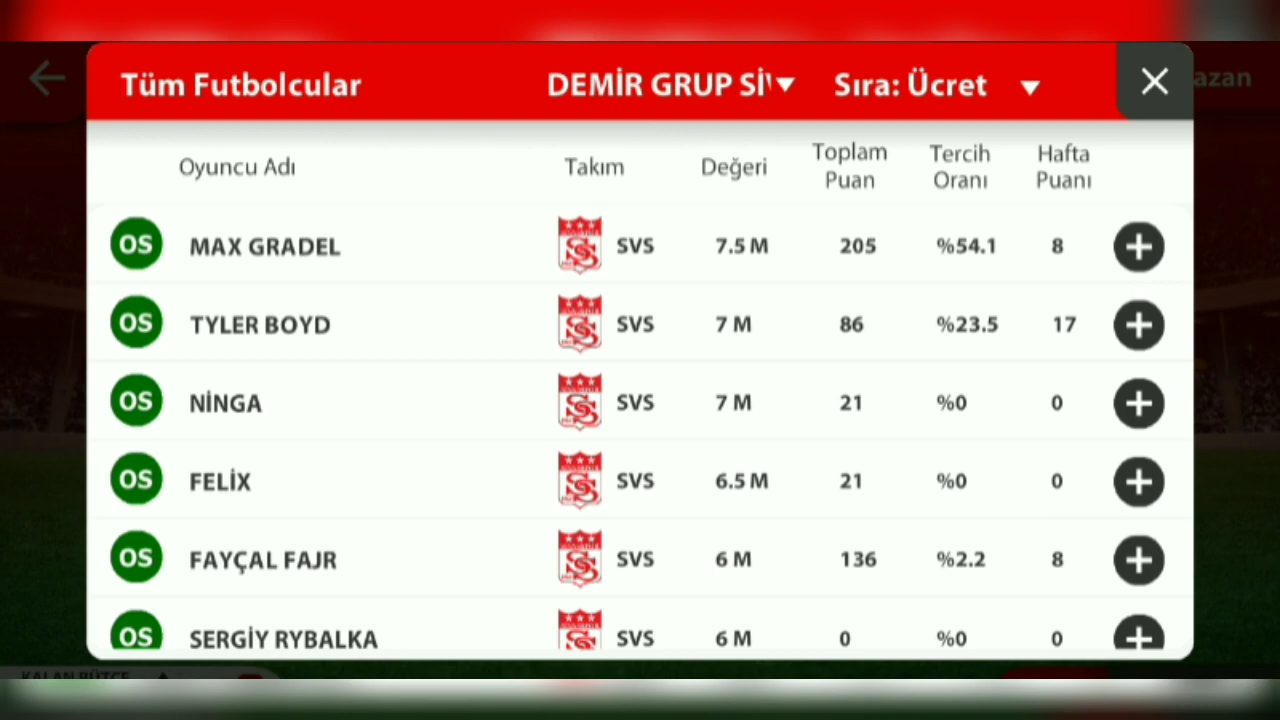 Tüm Futbolcular DEMİR GRUP Sİ Sıra: Ücret
azan
Oyuncu Adı Takım Değeri Toplam Puan Tercih Oranı Hafta Puanı
OS MAX GRADEL SVS 7.5 M 205 %54.1 8
OS TYLER BOYD SVS 7 M 86 %23.5 17
OS NİNGA SVS 7 M 21 %0 0
OS FELİX SVS 6.5 M 21 %0 0
OS FAYÇAL FAJR SVS 6 M 136 %2.2 8
OS SERGİY RYBALKA SVS 6 M 0 %0 0
KALAN BÜTÇE